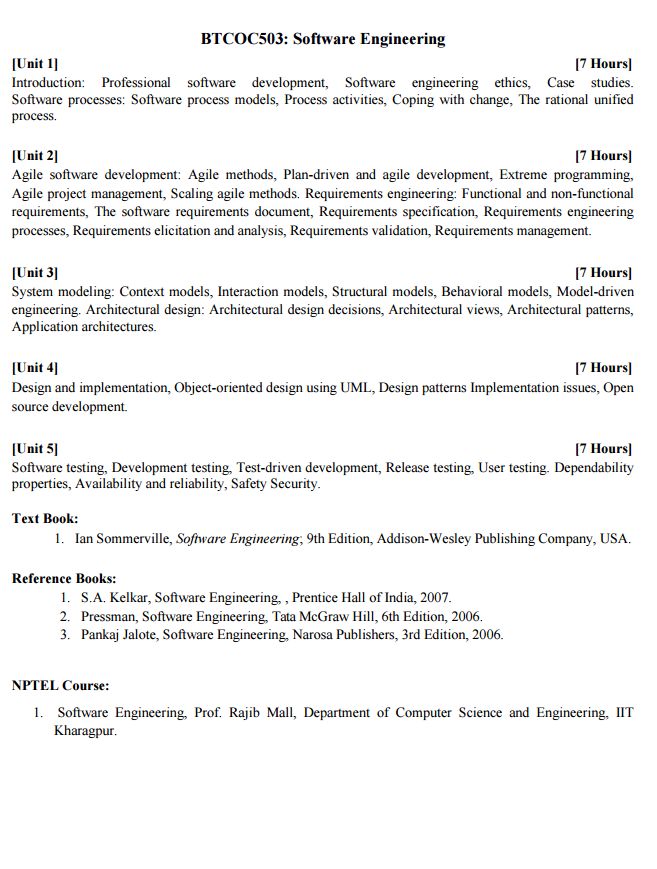 BTCOC503: Software Engineering
[Unit 1] [7 Hours]
Introduction: Professional software development, Software engineering ethics, Case studies.
Software processes: Software process models, Process activities, Coping with change, The rational unified
process.
[Unit 2] [7 Hours]
Agile software development: Agile methods, Plan-driven and agile development, Extreme programming,
Agile project management, Scaling agile methods. Requirements engineering: Functional and non-functional
requirements, The software requirements document, Requirements specification, Requirements engineering
processes, Requirements elicitation and analysis, Requirements validation, Requirements management.
[Unit 3] [7 Hours]
System modeling: Context models, Interaction models, Structural models, Behavioral models, Model-driven
engineering. Architectural design: Architectural design decisions, Architectural views, Architectural patterns,
Application architectures.
[Unit 4] [7 Hours]
Design and implementation, Object-oriented design using UML, Design patterns Implementation issues, Open
source development.
[Unit 5] [7 Hours]
Software testing, Development testing, Test-driven development, Release testing, User testing. Dependability
properties, Availability and reliability, Safety Security.
Text Book:
1. Ian Sommerville, Software Engineering; 9th Edition, Addison-Wesley Publishing Company, USA.
Reference Books:
1. S.A. Kelkar, Software Engineering, , Prentice Hall of India, 2007.
2. Pressman, Software Engineering, Tata McGraw Hill, 6th Edition, 2006.
3. Pankaj Jalote, Software Engineering, Narosa Publishers, 3rd Edition, 2006.
NPTEL Course:
1. Software Engineering, Prof. Rajib Mall, Department of Computer Science and Engineering, IIT
Kharagpur.